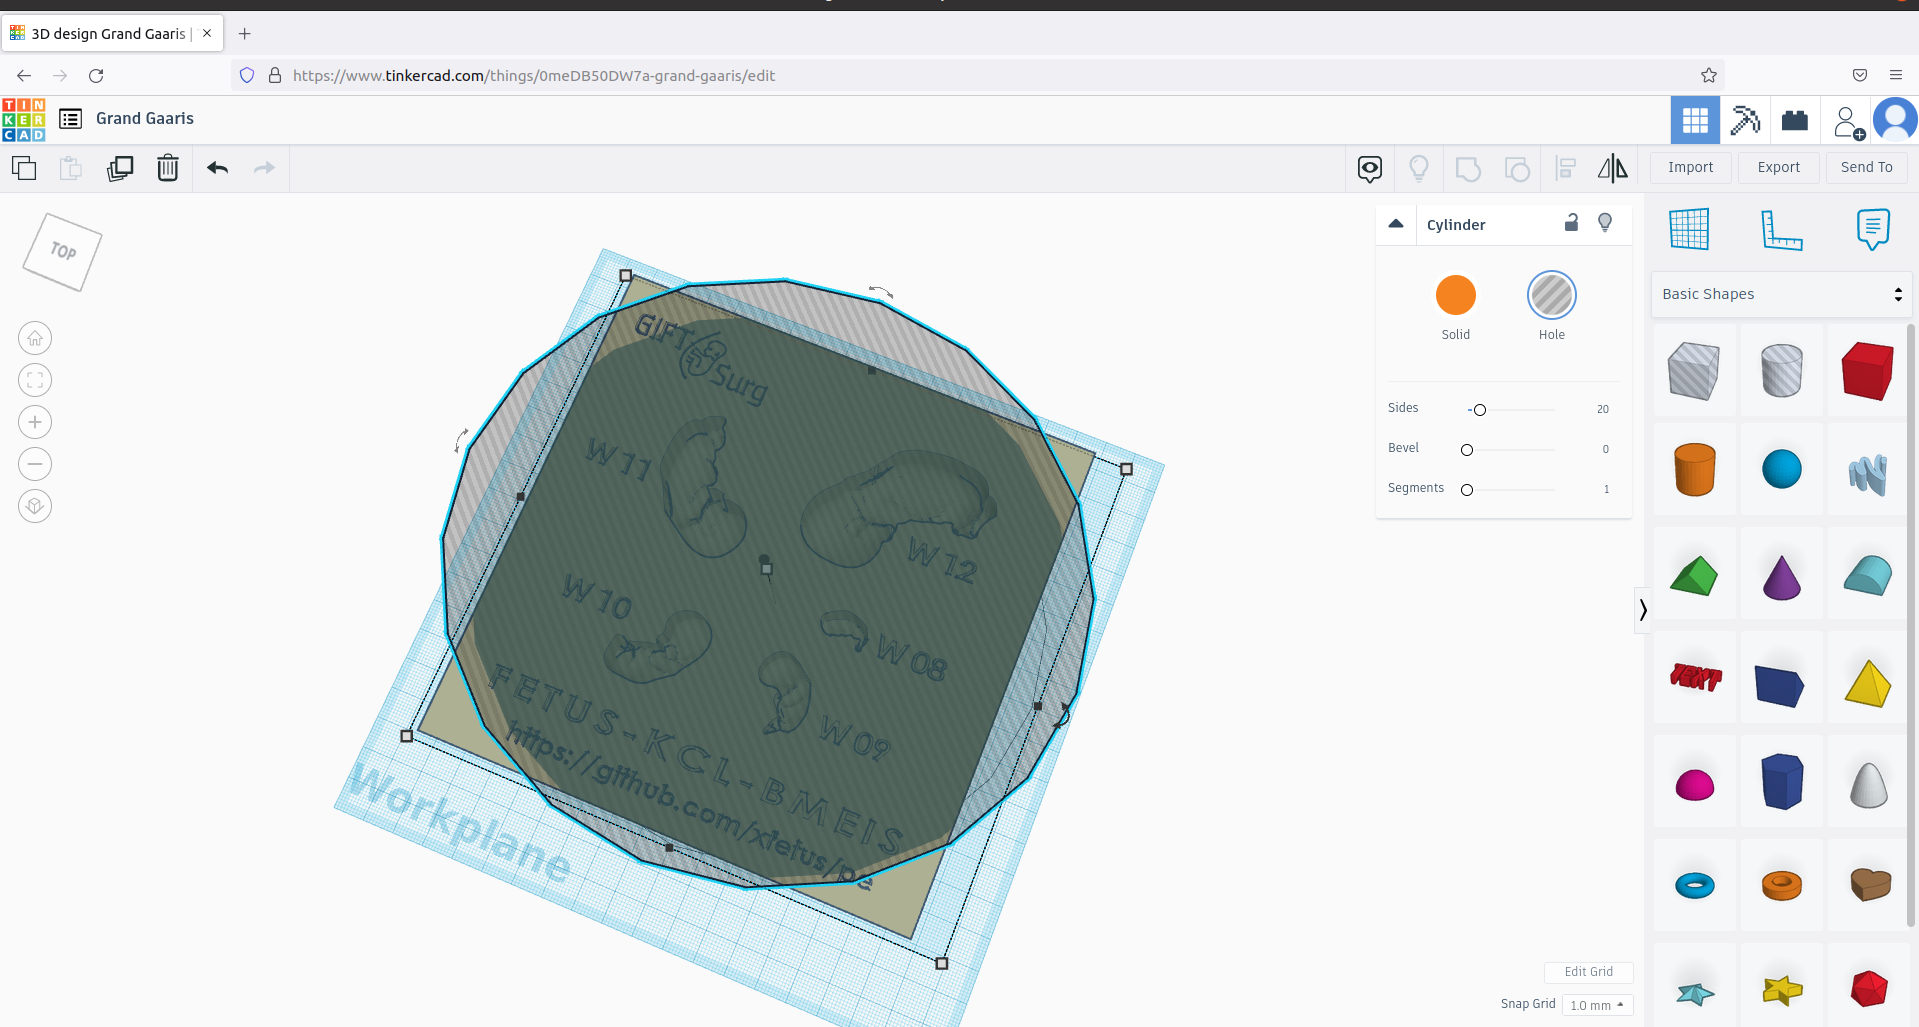 3D design Grand Gaaris |
https://www.tinkercad.com/things/0meDB50DW7a-grand-gaaris/edit
TIN
KER
CAD
Grand Gaaris
Import
Export
Send To
TOP
Cylinder
Solid
Hole
Sides
20
Bevel
0
Segments
1
Basic Shapes
GIFT
Surg
W 11
W 12
W 10
W 08
W 09
FETUS-KCL-BMEIS
https://github.com/xfetus/pe
Workplane
TEXT
Edit Grid
Snap Grid
1.0 mm